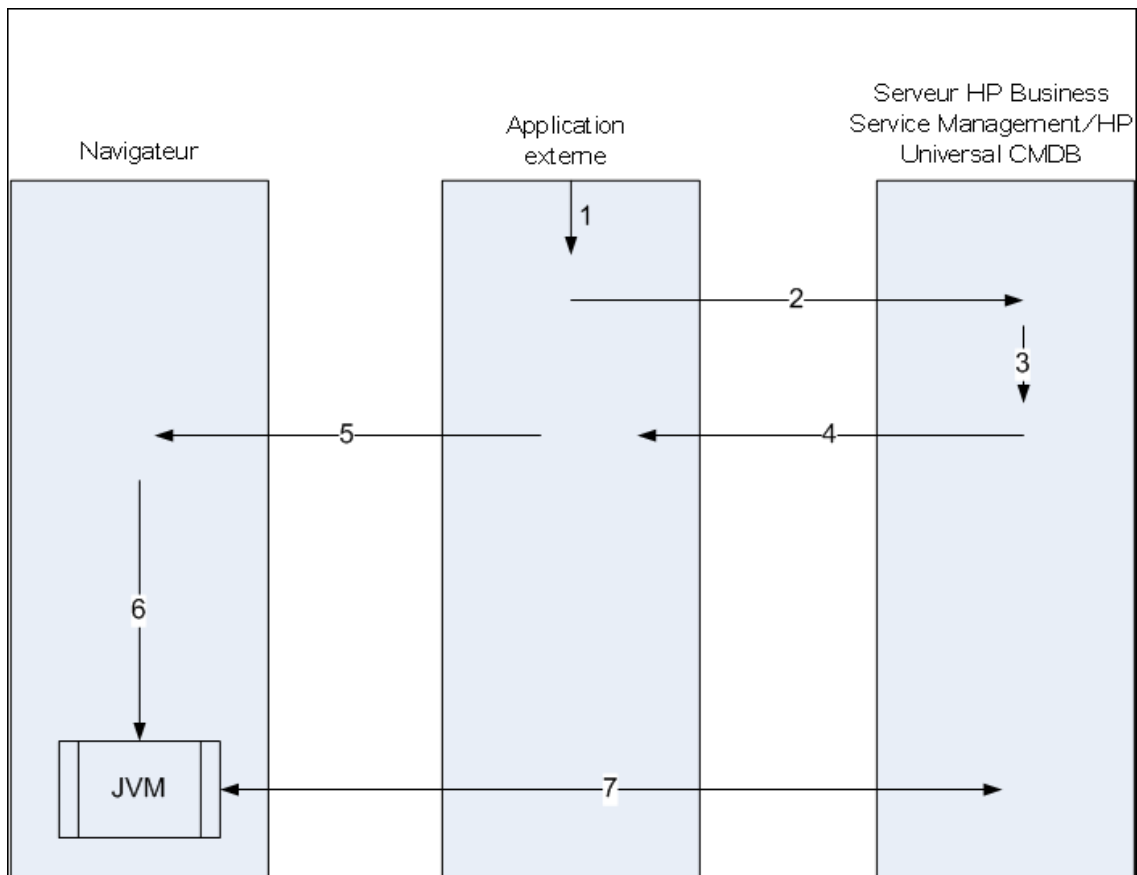 Navigateur
Application
externe
Serveur HP Business
Service Management/HP
Universal CMDB
1
2
3
5
4
6
JVM
7